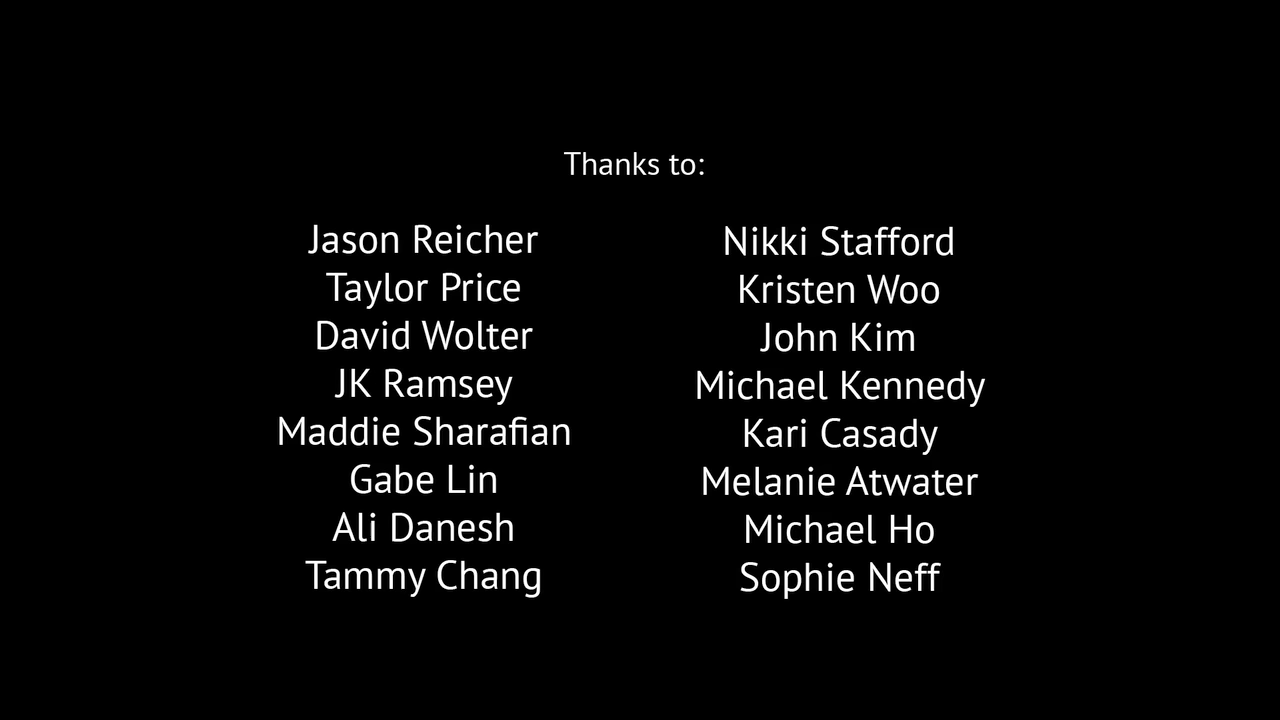 Thanks to:
Jason Reicher
Taylor Price
David Wolter
JK Ramsey
Maddie Sharafian
Gabe Lin
Ali Danesh
Tammy Chang
Nikki Stafford
Kristen Woo
John Kim
Michael Kennedy
Kari Casady
Melanie Atwater
Michael Ho
Sophie Neff